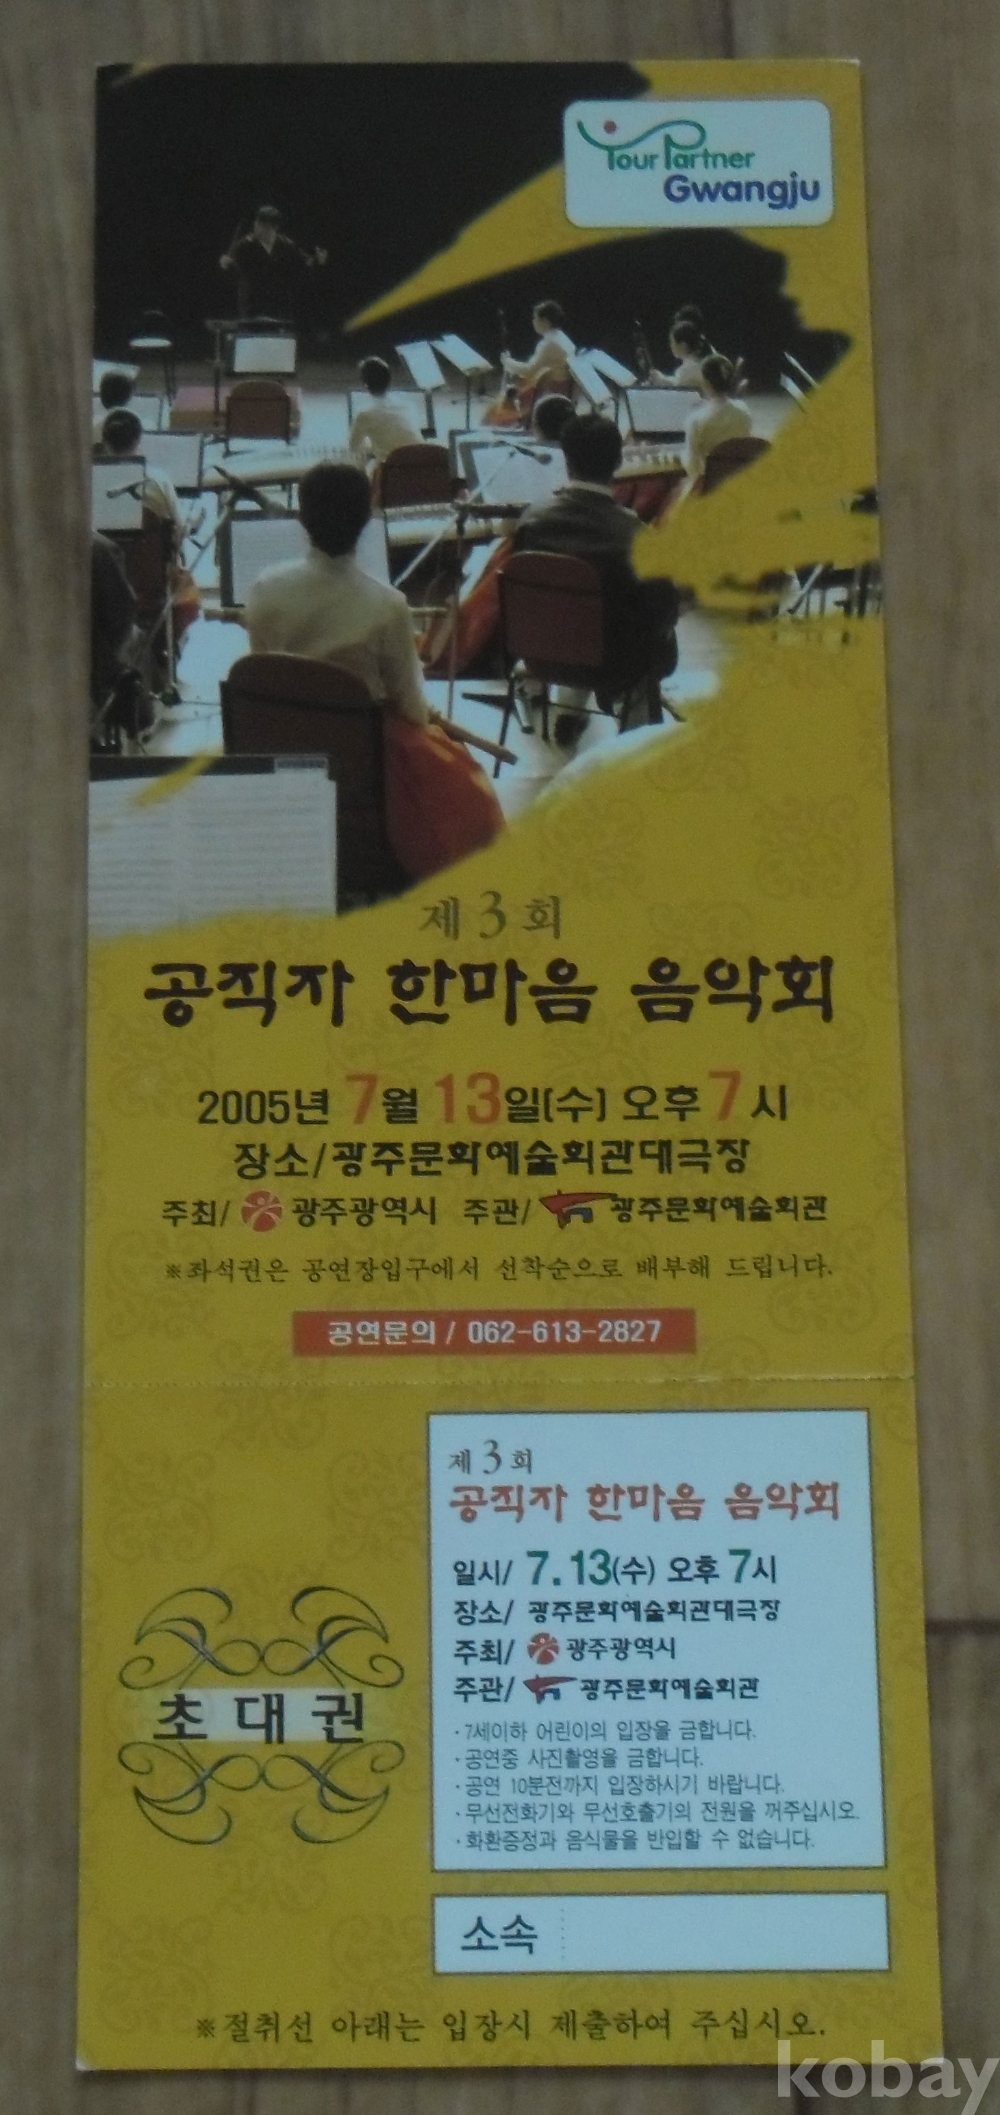 Your Partner
Gwangju
제3회
공직자 한마음 음악회
2005년 7월 13일(수) 오후 7시
장소/광주문화예술회관대극장
주최/ 광주광역시 주관/ 광주문화예술회관
※좌석권은 공연장입구에서 선착순으로 배부해 드립니다.
공연문의 / 062-613-2827
제3회
공직자 한마음 음악회
일시/ 7.13(수) 오후 7시
장소/ 광주문화예술회관대극장
주최/ 광주광역시
주관/ 광주문화예술회관
·7세이하 어린이의 입장을 금합니다.
·공연중 사진촬영을 금합니다.
·공연 10분전까지 입장하시기 바랍니다.
·무선전화기와 무선호출기의 전원을 꺼주십시오.
·화환증정과 음식물을 반입할 수 없습니다.
초대권
소속
※절취선 아래는 입장시 제출하여 주십시오.
kobay